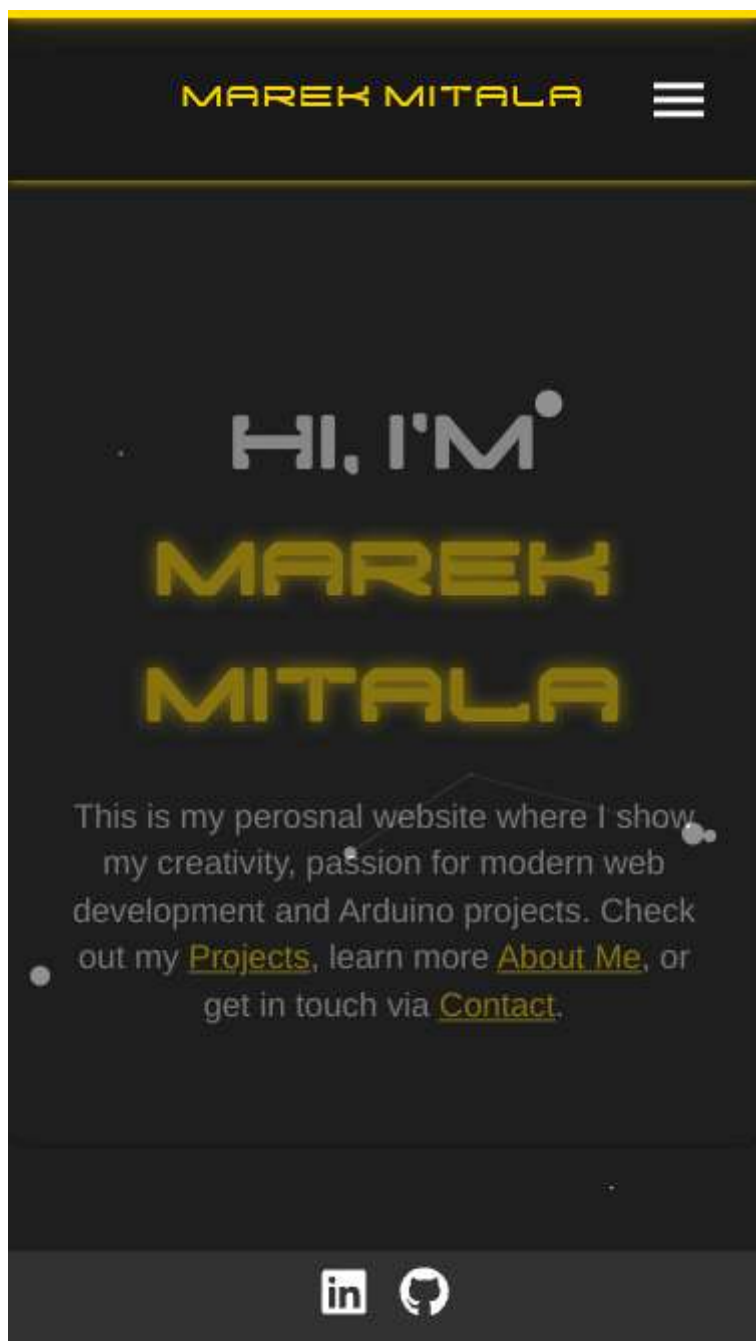 MAREK MITALA
HI, I'M
MAREK
MITALA
This is my perosnal website where I show
my creativity, passion for modern web
development and Arduino projects. Check
out my Projects, learn more About Me, or
get in touch via Contact.
in